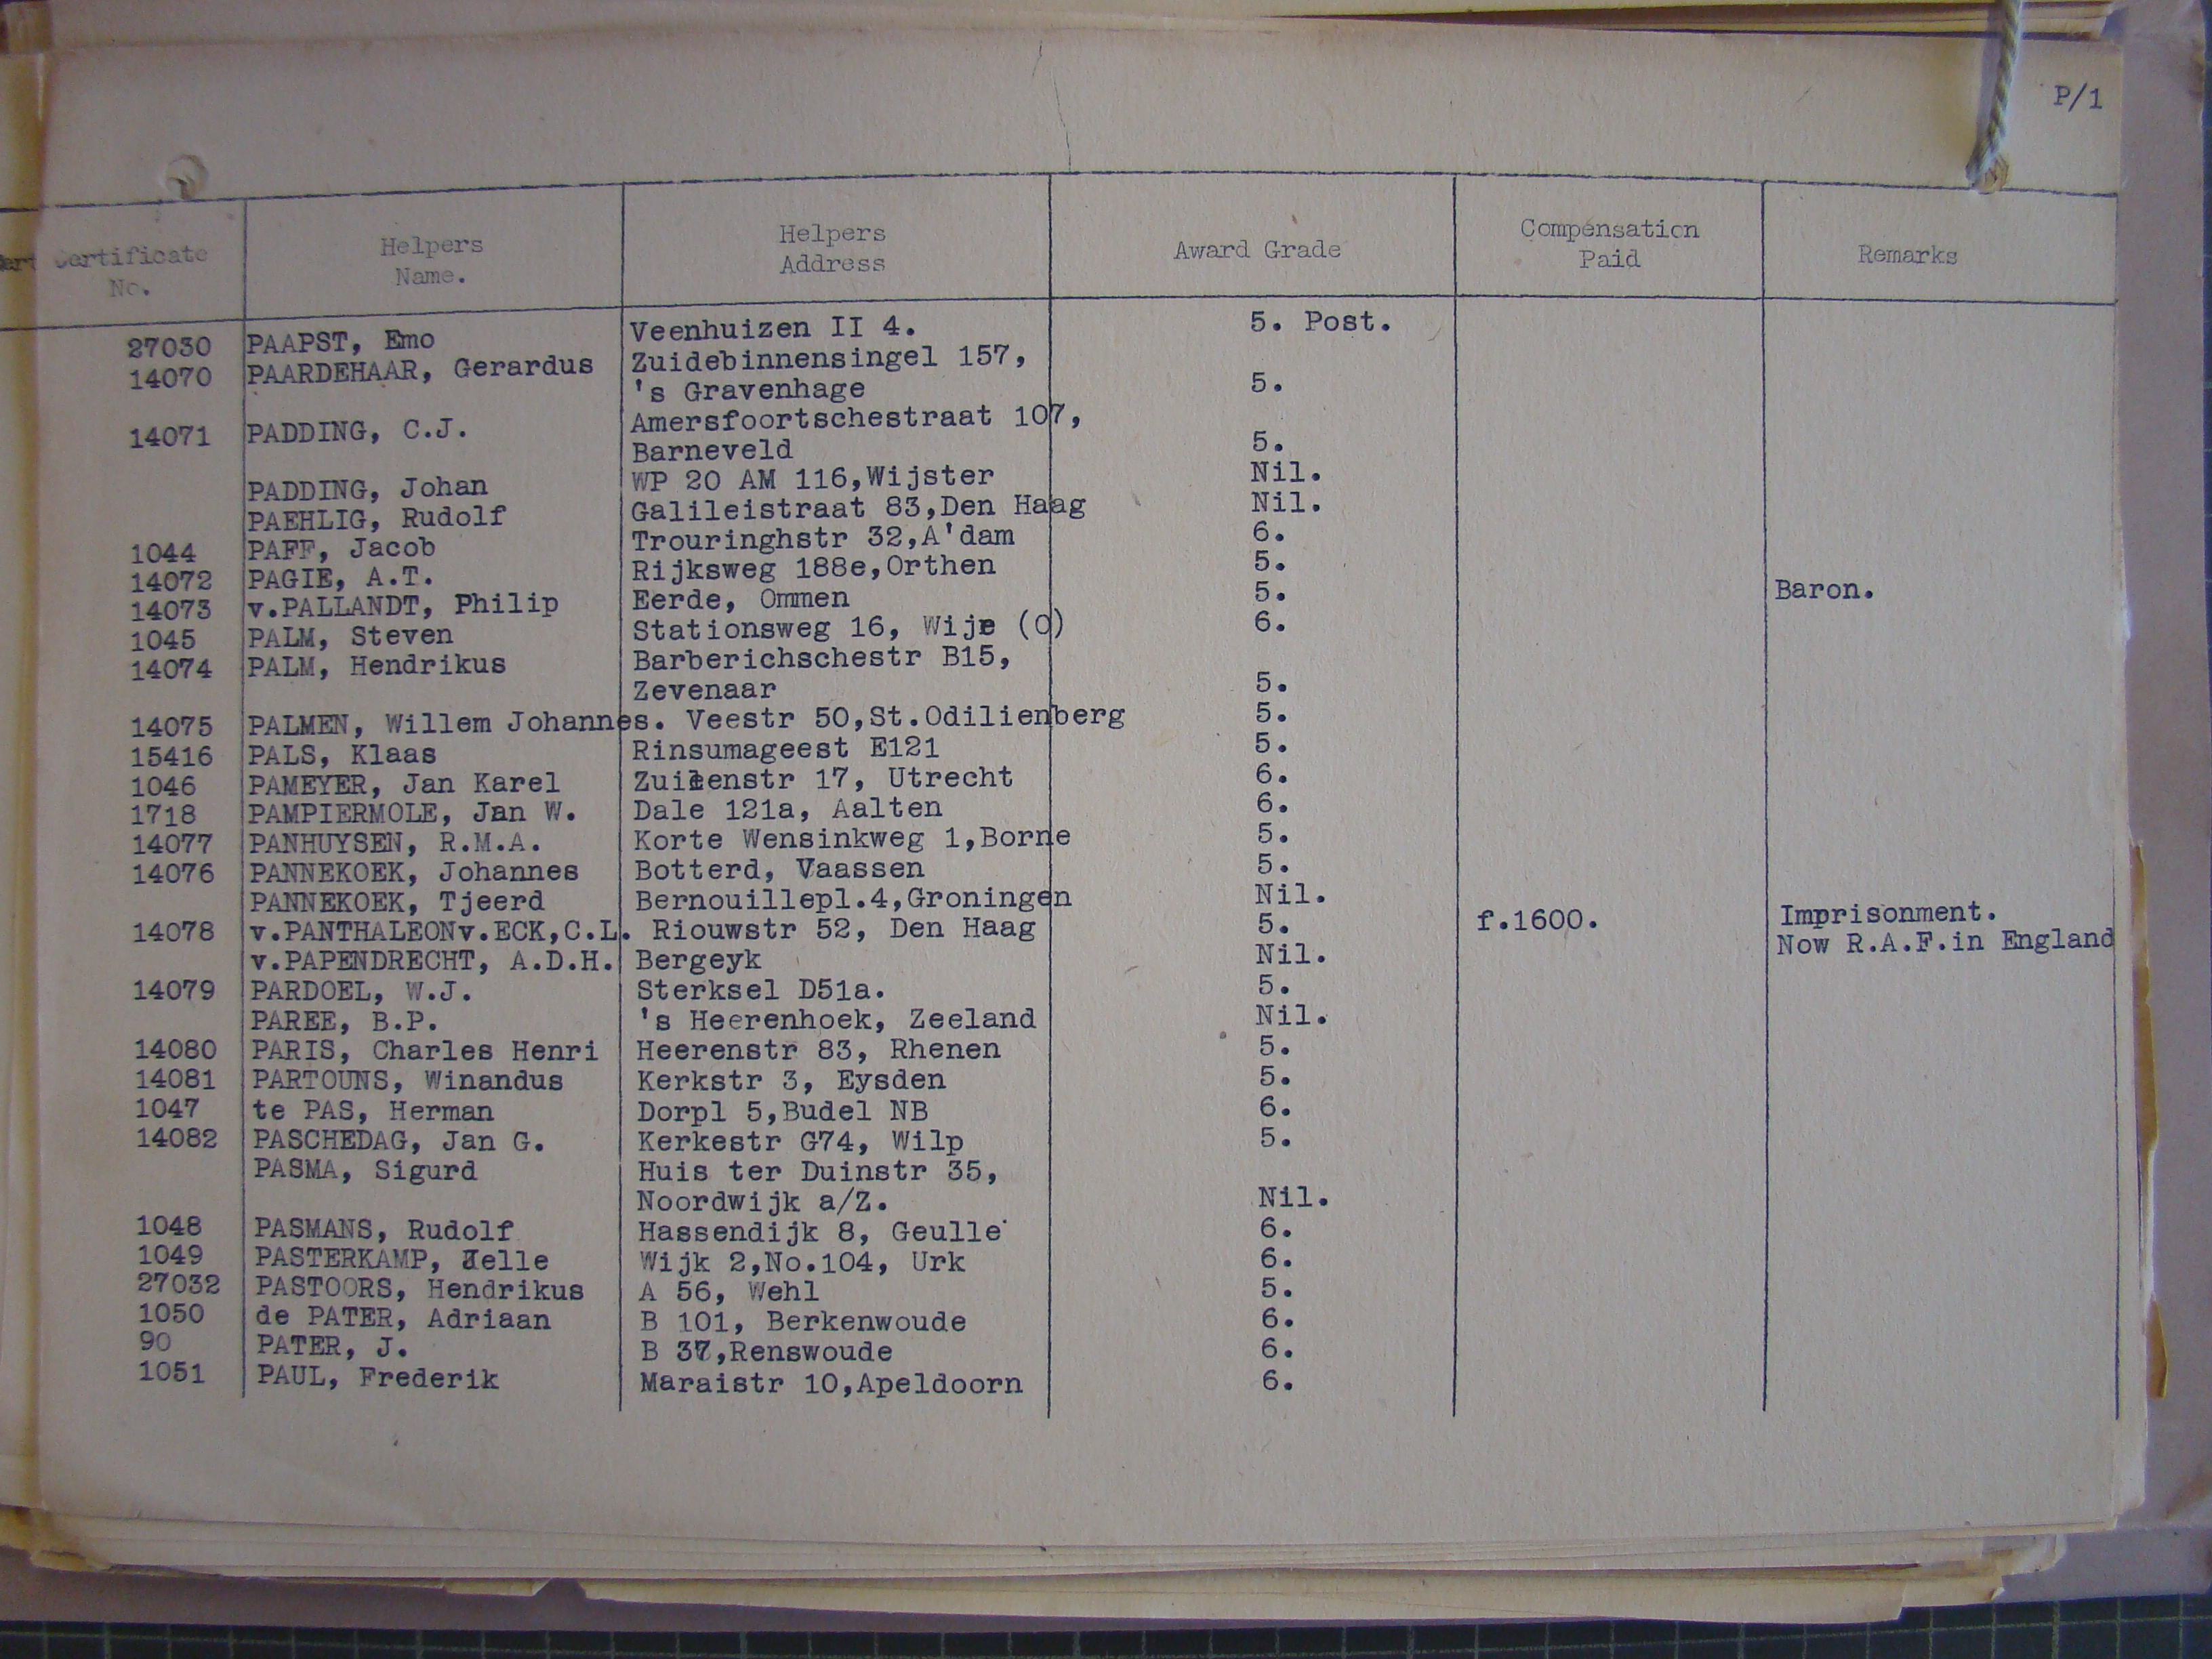 P/1
Certificate No. Helpers Name. Helpers Address Award Grade Compensation Paid Remarks
27030 PAAPST, Emo Veenhuizen II 4. 5. Post.
14070 PAARDEHAAR, Gerardus Zuidebinnensingel 157,
's Gravenhage 5.
14071 PADDING, C.J. Amersfoortschestraat 107,
Barneveld 5.
PADDING, Johan WP 20 AM 116,Wijster Nil.
PAEHLIG, Rudolf Galileistraat 83,Den Haag Nil.
1044 PAFF, Jacob Trouringhstr 32,A'dam 6.
14072 PAGIE, A.T. Rijksweg 188e,Orthen 5.
14073 v.PALLANDT, Philip Eerde, Ommen 5. Baron.
1045 PALM, Steven Stationsweg 16, Wije (O) 6.
14074 PALM, Hendrikus Barberichschestr B15,
Zevenaar 5.
14075 PALMEN, Willem Johannes. Veestr 50,St.Odilienberg 5.
15416 PALS, Klaas Rinsumageest E121 5.
1046 PAMEYER, Jan Karel Zuilenstr 17, Utrecht 6.
1718 PAMPIERMOLE, Jan W. Dale 121a, Aalten 6.
14077 PANHUYSEN, R.M.A. Korte Wensinkweg 1,Borne 5.
14076 PANNEKOEK, Johannes Botterd, Vaassen 5.
PANNEKOEK, Tjeerd Bernouillepl.4,Groningen Nil.
14078 v.PANTHALEONv.ECK,C.L. Riouwstr 52, Den Haag 5. f.1600. Imprisonment.
v.PAPENDRECHT, A.D.H. Bergeyk Nil. Now R.A.F.in England
14079 PARDOEL, W.J. Sterksel D51a. 5.
PAREE, B.P. 's Heerenhoek, Zeeland Nil.
14080 PARIS, Charles Henri Heerenstr 83, Rhenen 5.
14081 PARTOUNS, Winandus Kerkstr 3, Eysden 5.
1047 te PAS, Herman Dorpl 5,Budel NB 6.
14082 PASCHEDAG, Jan G. Kerkestr G74, Wilp 5.
PASMA, Sigurd Huis ter Duinstr 35,
Noordwijk a/Z. Nil.
1048 PASMANS, Rudolf Hassendijk 8, Geulle 6.
1049 PASTERKAMP, Jelle Wijk 2,No.104, Urk 6.
27032 PASTOORS, Hendrikus A 56, Wehl 5.
1050 de PATER, Adriaan B 101, Berkenwoude 6.
90 PATER, J. B 37,Renswoude 6.
1051 PAUL, Frederik Maraistr 10,Apeldoorn 6.